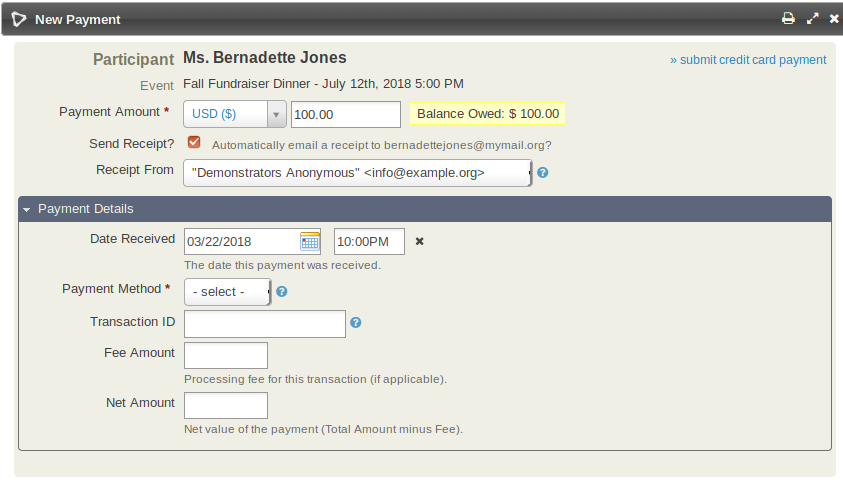 New Payment
Participant Ms. Bernadette Jones » submit credit card payment
Event Fall Fundraiser Dinner - July 12th, 2018 5:00 PM
Payment Amount * USD ($) 100.00 Balance Owed: $ 100.00
Send Receipt? Automatically email a receipt to bernadettejones@mymail.org?
Receipt From "Demonstrators Anonymous" <info@example.org> ?
Payment Details
Date Received 03/22/2018 10:00PM ✖
The date this payment was received.
Payment Method * - select - ?
Transaction ID ?
Fee Amount
Processing fee for this transaction (if applicable).
Net Amount
Net value of the payment (Total Amount minus Fee).